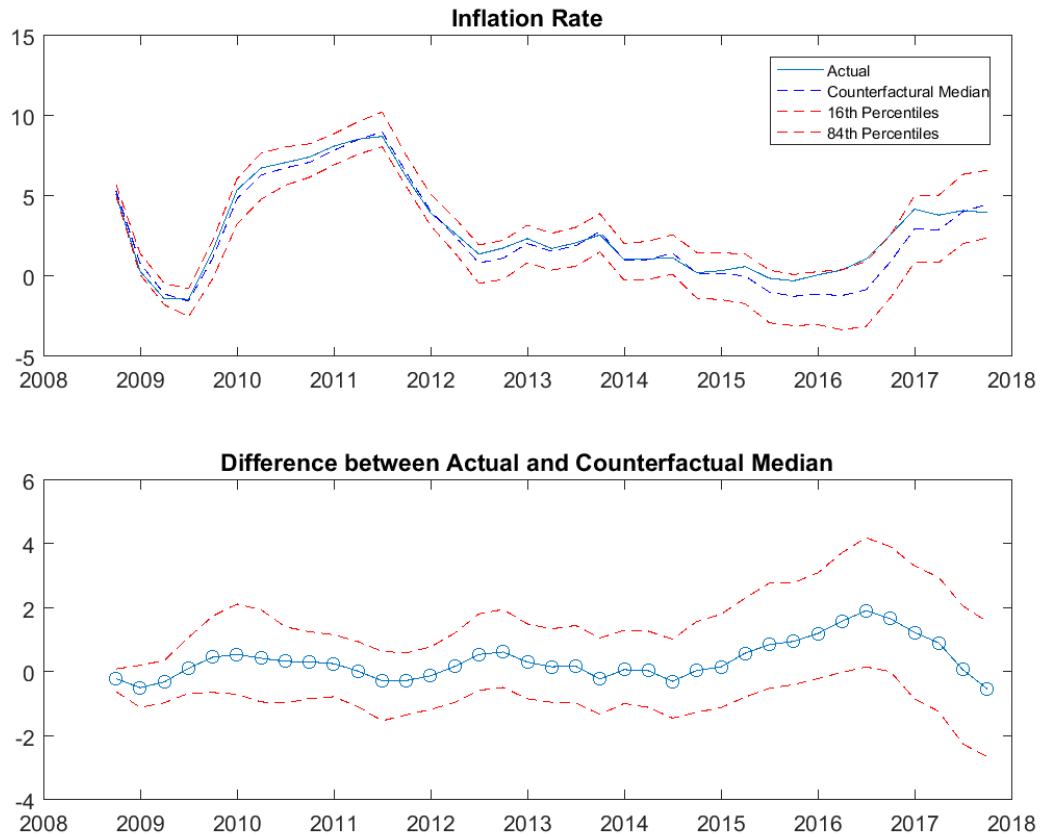 Inflation Rate
15
10
5
0
-5
Actual
Counterfactural Median
16th Percentiles
84th Percentiles
2008 2009 2010 2011 2012 2013 2014 2015 2016 2017 2018
Difference between Actual and Counterfactual Median
6
4
2
0
-2
-4
2008 2009 2010 2011 2012 2013 2014 2015 2016 2017 2018